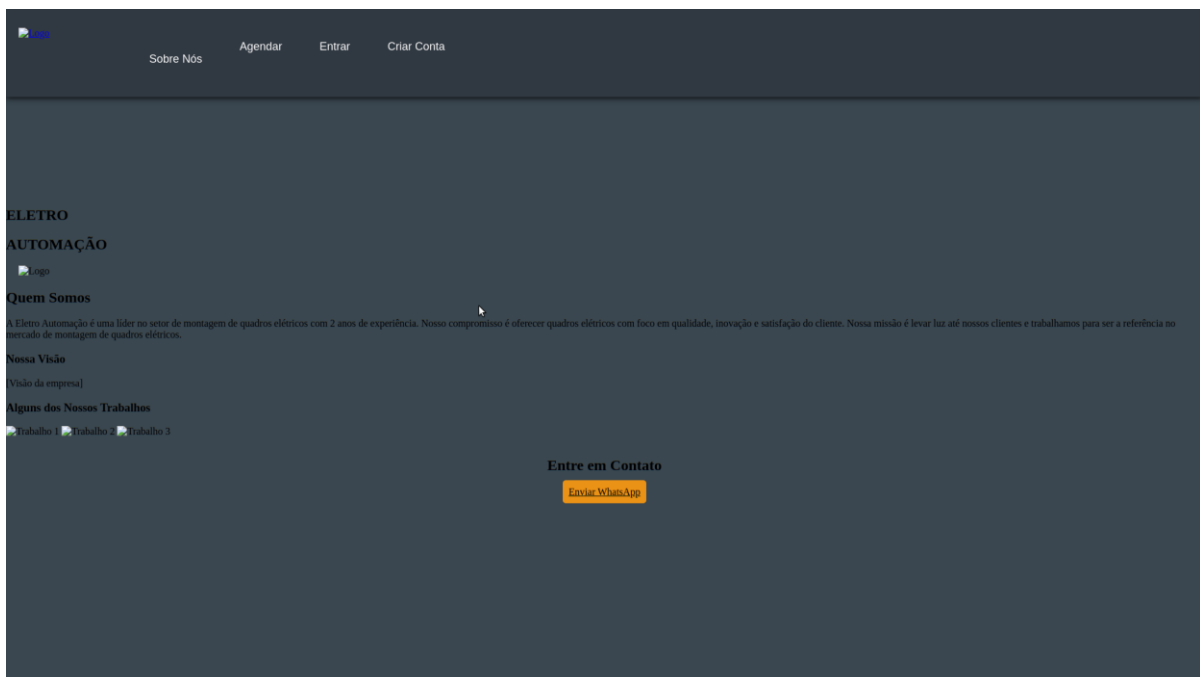 Logo
Sobre Nós
Agendar
Entrar
Criar Conta
ELETRO
AUTOMAÇÃO
Logo
Quem Somos
A Eletro Automação é uma líder no setor de montagem de quadros elétricos com 2 anos de experiência. Nosso compromisso é oferecer quadros elétricos com foco em qualidade, inovação e satisfação do cliente. Nossa missão é levar luz até nossos clientes e trabalhamos para ser a referência no
mercado de montagem de quadros elétricos.
Nossa Visão
[Visão da empresa]
Alguns dos Nossos Trabalhos
Trabalho 1 Trabalho 2 Trabalho 3
Entre em Contato
Enviar WhatsApp